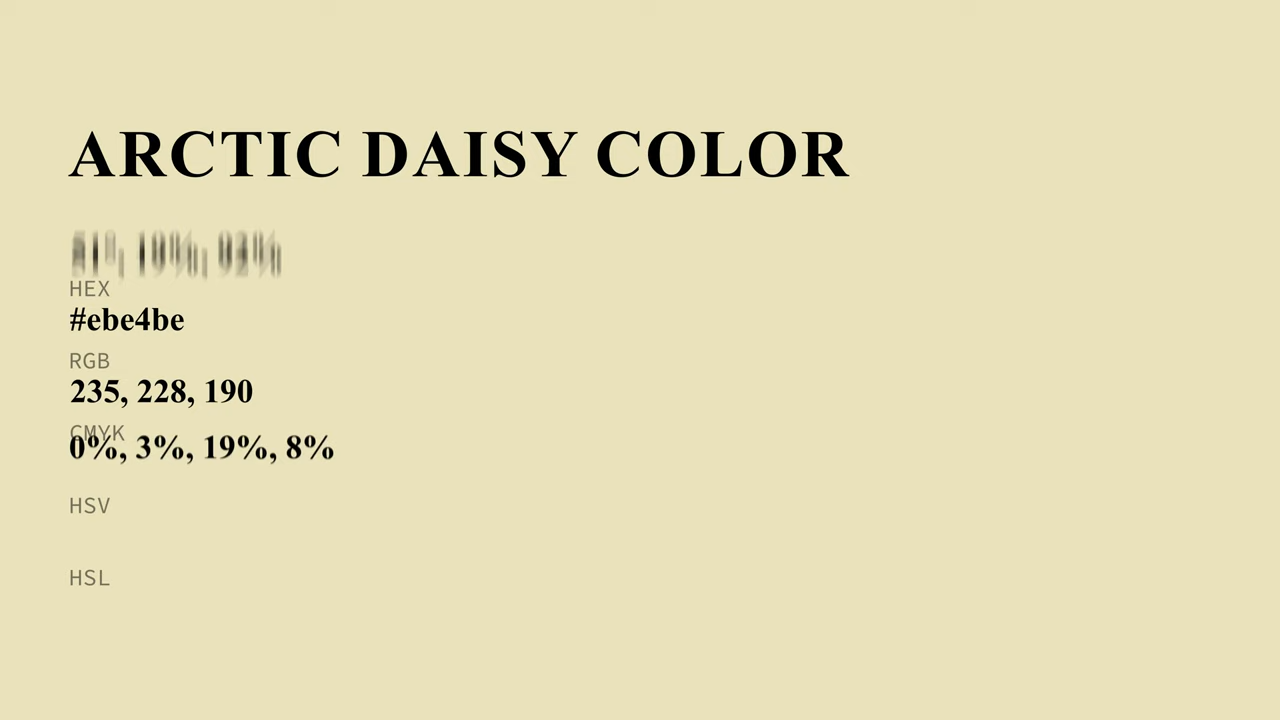 ARCTIC DAISY COLOR
HEX
#ebe4be
RGB
235, 228, 190
CMYK
0%, 3%, 19%, 8%
HSV
HSL